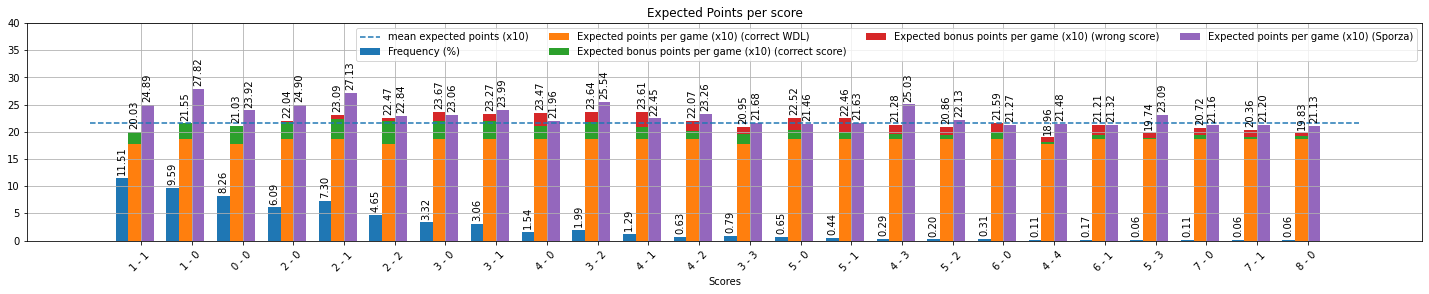 Expected Points per score
40
35
30
25
20
15
10
5
0
mean expected points (x10)
Frequency (%)
Expected points per game (x10) (correct WDL)
Expected bonus points per game (x10) (correct score)
Expected bonus points per game (x10) (wrong score)
Expected points per game (x10) (Sporza)
11.51 20.03 24.89
9.59 21.55 27.82
8.26 21.03 23.92
6.09 22.04 24.90
7.30 23.09 27.13
4.65 22.47 22.84
3.32 23.67 23.06
3.06 23.27 23.99
1.54 23.47 21.96
1.99 23.64 25.54
1.29 23.61 22.45
0.63 22.07 23.26
0.79 20.95 21.68
0.65 22.52 21.46
0.44 22.46 21.63
0.29 21.28 25.03
0.20 20.86 22.13
0.31 21.59 21.27
0.11 18.96 21.48
0.17 21.21 21.32
0.06 19.74 23.09
0.11 20.72 21.16
0.06 20.36 21.20
0.06 19.83 21.13
1 - 1
1 - 0
0 - 0
2 - 0
2 - 1
2 - 2
3 - 0
3 - 1
4 - 0
3 - 2
4 - 1
4 - 2
3 - 3
5 - 0
5 - 1
4 - 3
5 - 2
6 - 0
4 - 4
6 - 1
5 - 3
7 - 0
7 - 1
8 - 0
Scores